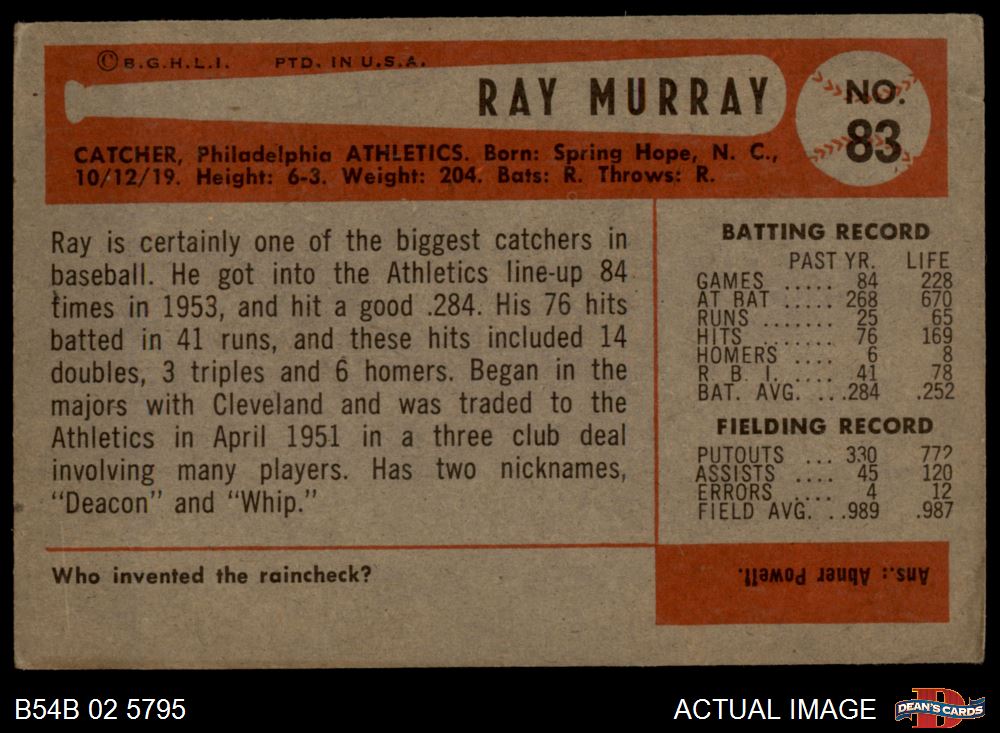 © B.G.H.L.I. PTD. IN U.S.A.
RAY MURRAY
NO.
83
CATCHER, Philadelphia ATHLETICS. Born: Spring Hope, N. C.,
10/12/19. Height: 6-3. Weight: 204. Bats: R. Throws: R.
Ray is certainly one of the biggest catchers in
baseball. He got into the Athletics line-up 84
times in 1953, and hit a good .284. His 76 hits
batted in 41 runs, and these hits included 14
doubles, 3 triples and 6 homers. Began in the
majors with Cleveland and was traded to the
Athletics in April 1951 in a three club deal
involving many players. Has two nicknames,
"Deacon" and "Whip."
BATTING RECORD
PAST YR. LIFE
GAMES ..... 84 228
AT BAT ..... 268 670
RUNS ....... 25 65
HITS ....... 76 169
HOMERS .... 6 8
R. B. I. .... 41 78
BAT. AVG. ...284 .252
FIELDING RECORD
PUTOUTS ... 330 772
ASSISTS .... 45 120
ERRORS .... 4 12
FIELD AVG. ..989 .987
Who invented the raincheck?
Ans.: Abner Powell.
B54B 02 5795
ACTUAL IMAGE
D
DEAN'S CARDS